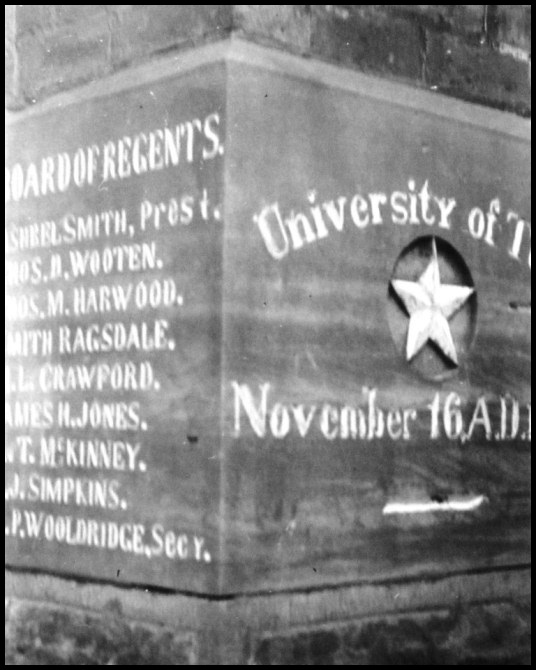 OARD OF REGENTS.
SHBEL SMITH, Prest.
OS. D. WOOTEN.
OS. M. HARWOOD.
MITH RAGSDALE.
.L. CRAWFORD.
AMES H. JONES.
.T. McKINNEY.
.J. SIMPKINS.
.P. WOOLDRIDGE, Secy.
University of T
November 16, A.D.